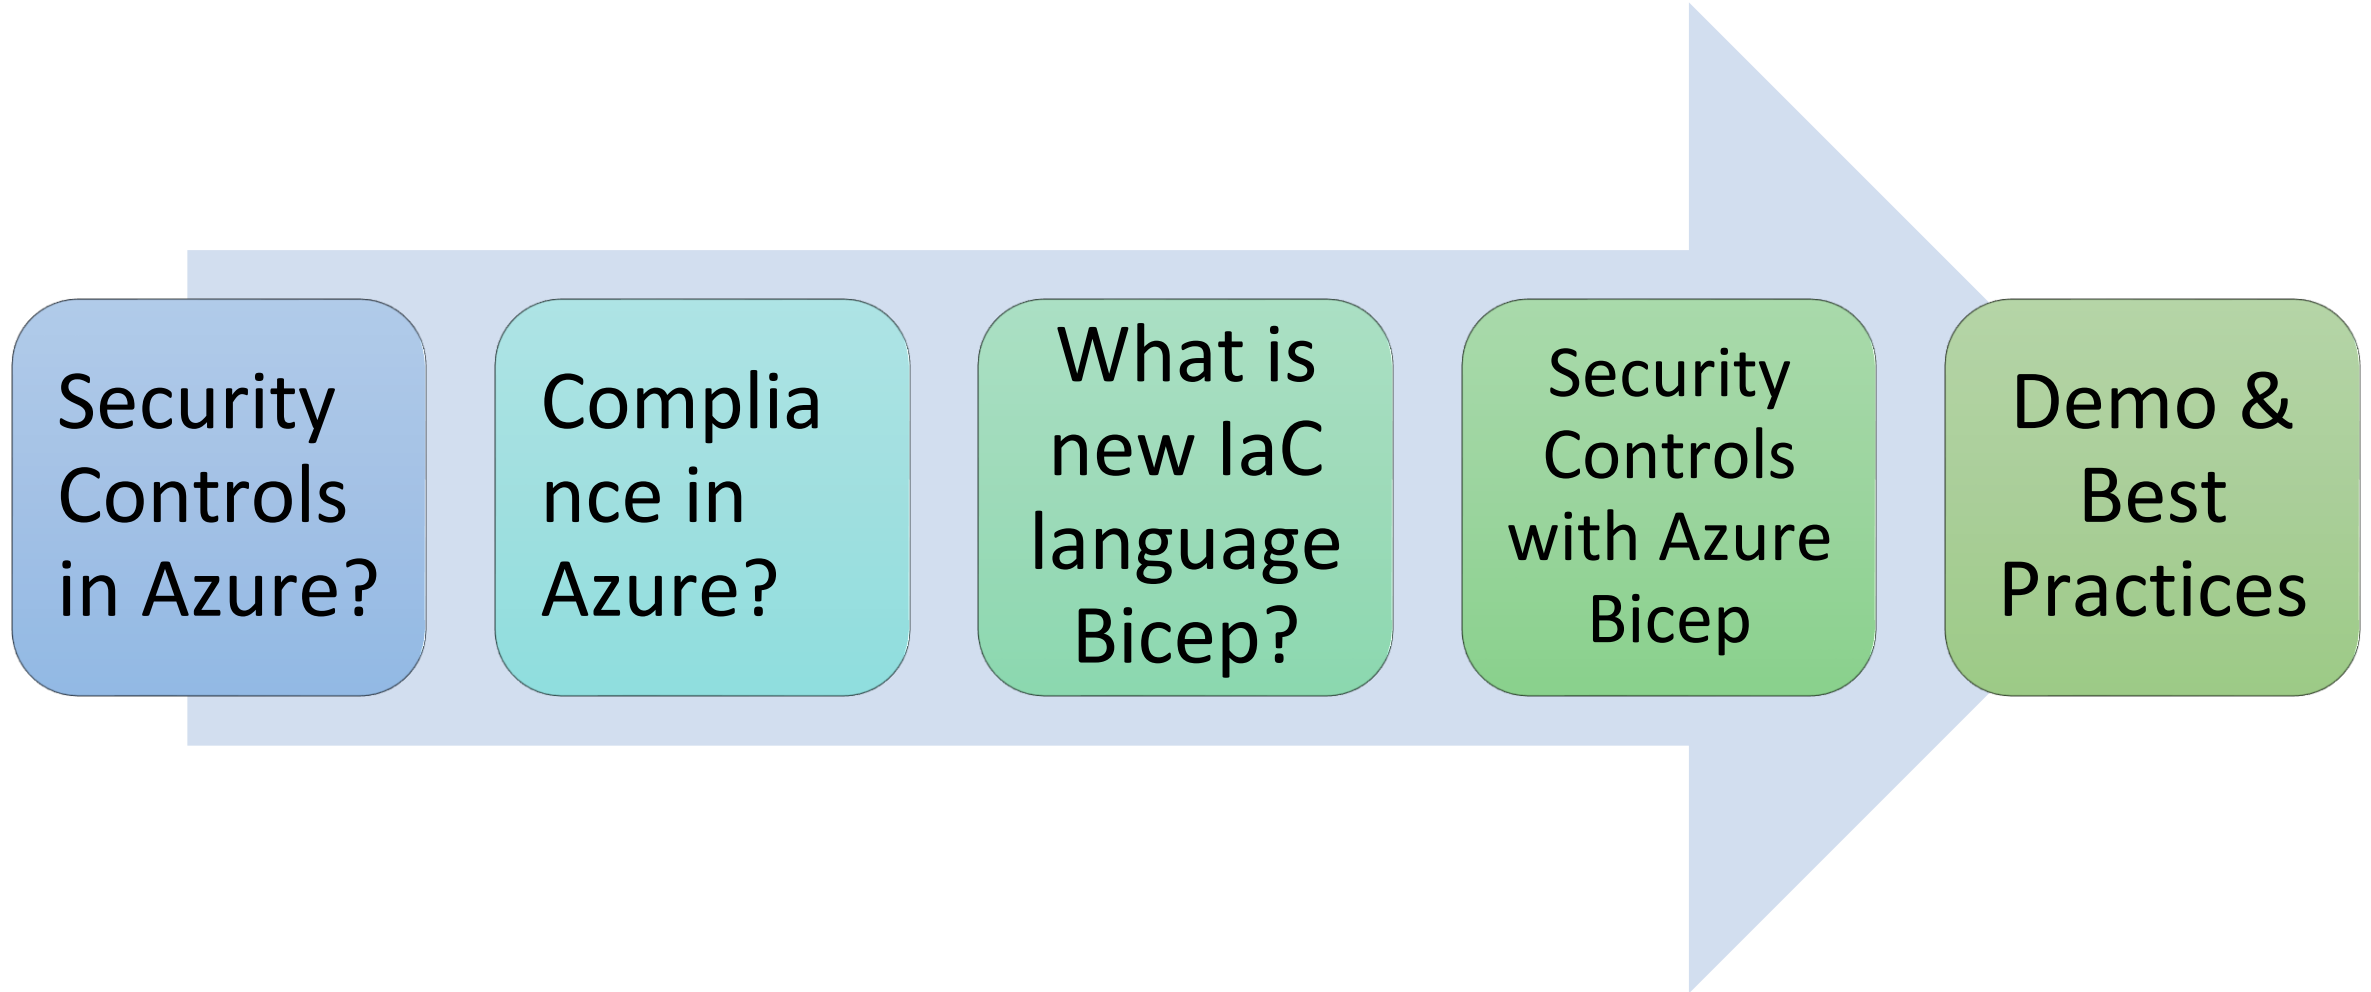 Security
Controls
in Azure?
Complia
nce in
Azure?
What is
new IaC
language
Bicep?
Security
Controls
with Azure
Bicep
Demo &
Best
Practices